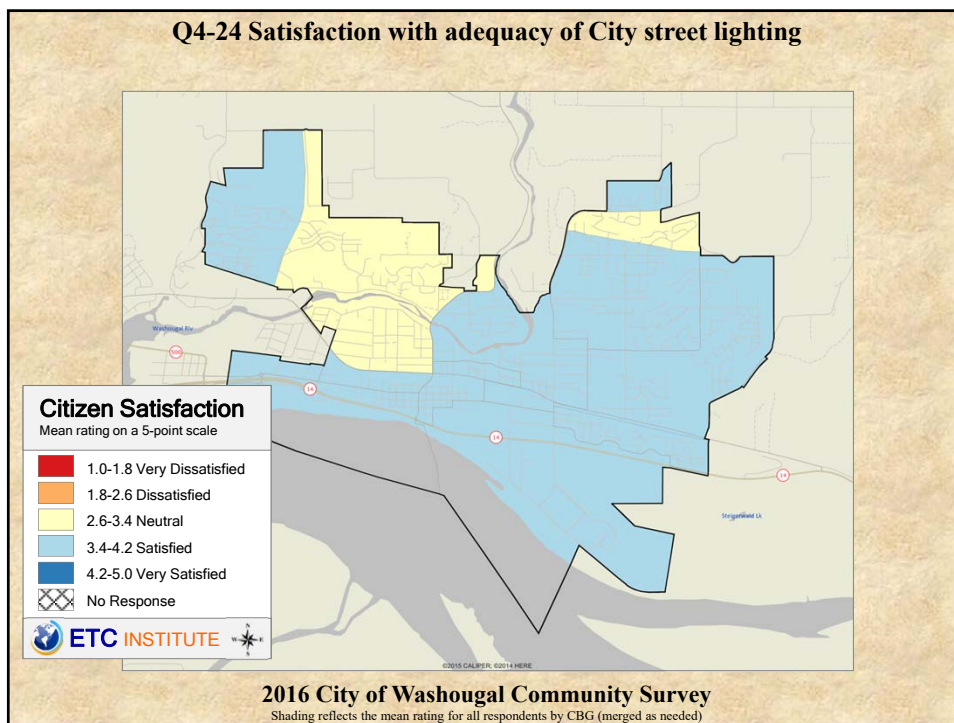 Q4-24 Satisfaction with adequacy of City street lighting
Washougal Riv
500
14
14
14
Steigerwald Lk
Citizen Satisfaction
Mean rating on a 5-point scale
1.0-1.8 Very Dissatisfied
1.8-2.6 Dissatisfied
2.6-3.4 Neutral
3.4-4.2 Satisfied
4.2-5.0 Very Satisfied
No Response
ETC INSTITUTE
N
W E
S
©2015 CALIPER; ©2014 HERE
2016 City of Washougal Community Survey
Shading reflects the mean rating for all respondents by CBG (merged as needed)